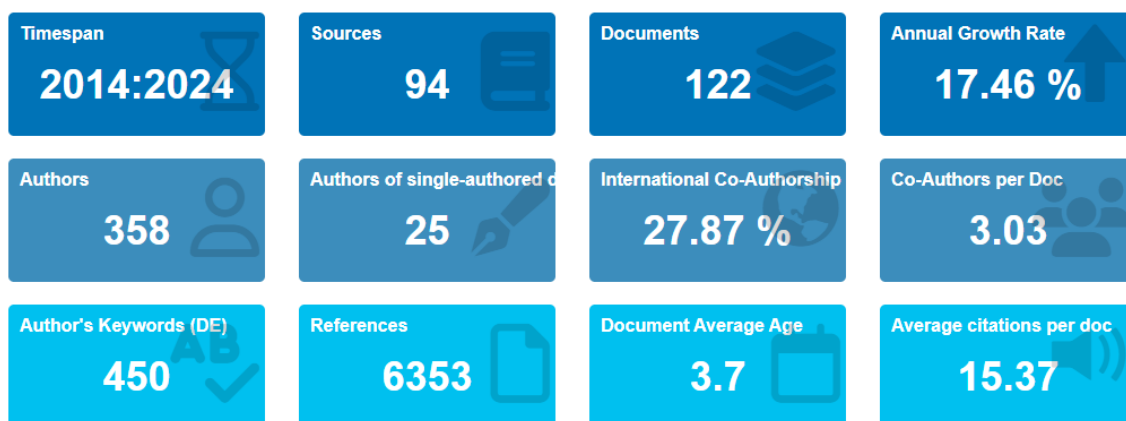 Timespan
2014:2024
Sources
94
Documents
122
Annual Growth Rate
17.46 %
Authors
358
Authors of single-authored d
25
International Co-Authorship
27.87 %
Co-Authors per Doc
3.03
Author's Keywords (DE)
AB
450
References
6353
Document Average Age
3.7
Average citations per doc
15.37